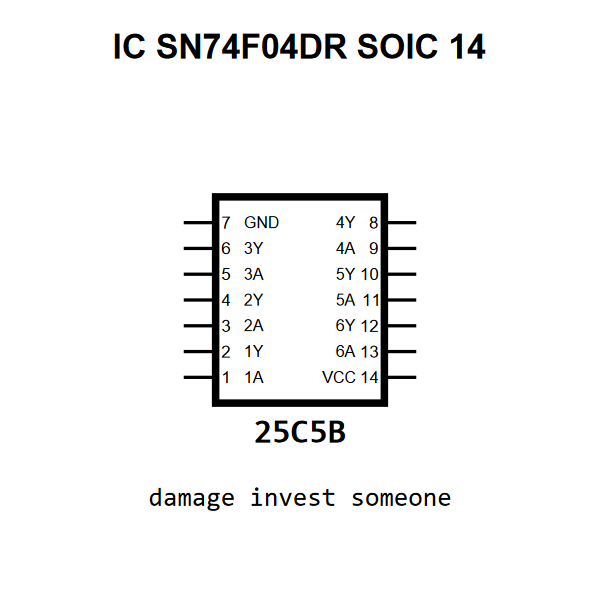 IC SN74F04DR SOIC 14
7 GND 4Y 8
6 3Y 4A 9
5 3A 5Y 10
4 2Y 5A 11
3 2A 6Y 12
2 1Y 6A 13
1 1A VCC 14
25C5B
damage invest someone